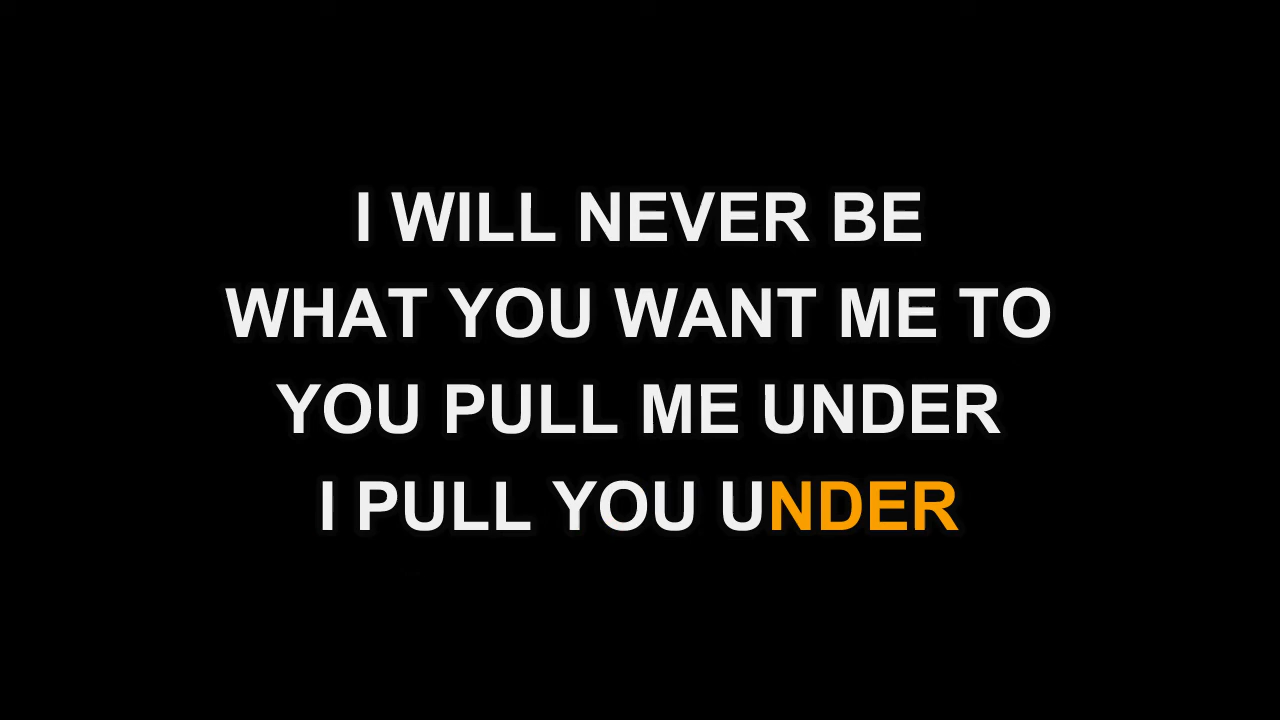 I WILL NEVER BE
WHAT YOU WANT ME TO
YOU PULL ME UNDER
I PULL YOU UNDER